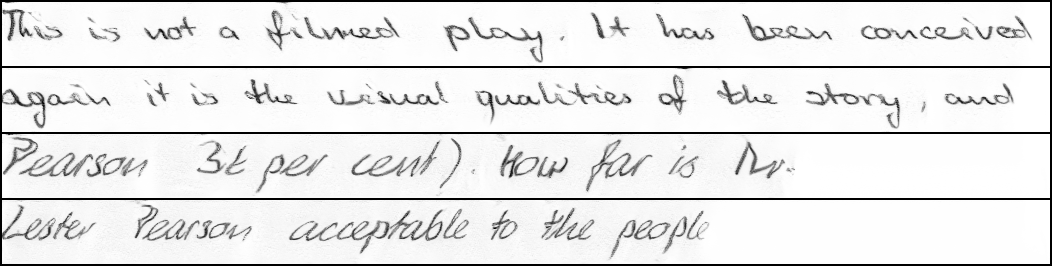 This is not a filmed play. It has been conceived
again it is the visual qualities of the story, and
Pearson per cent). How far is Mr.
Lester Pearson acceptable to the people